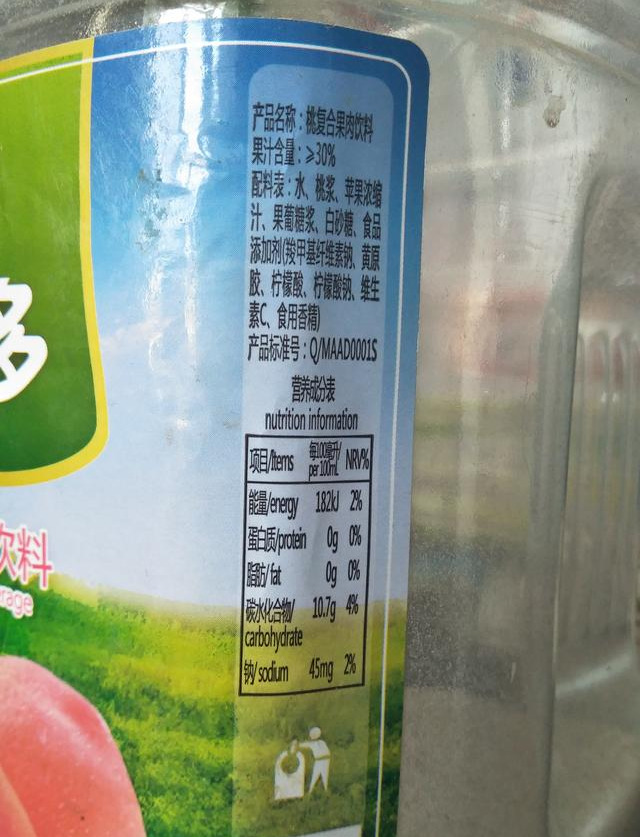 多
饮料
rage
产品名称：桃复合果肉饮料
果汁含量：≥30%
配料表：水、桃浆、苹果浓缩
汁、果葡糖浆、白砂糖、食品
添加剂(羧甲基纤维素钠、黄原
胶、柠檬酸、柠檬酸钠、维生
素C、食用香精)
产品标准号：Q/MAAD0001S
营养成分表
nutrition information
项目/Items 每100毫升/per 100mL NRV%
能量/energy 182kJ 2%
蛋白质/protein 0g 0%
脂肪/fat 0g 0%
碳水化合物/ 10.7g 4%
carbohydrate
钠/sodium 45mg 2%